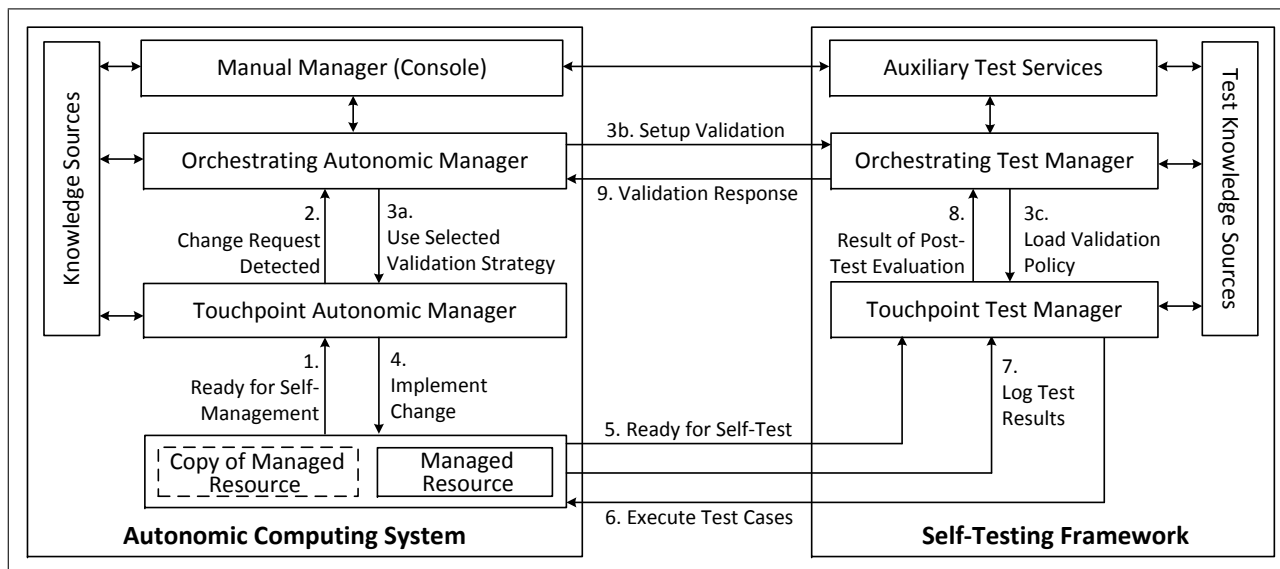 Manual Manager (Console)
Auxiliary Test Services
Knowledge Sources
Test Knowledge Sources
3b. Setup Validation
Orchestrating Autonomic Manager
Orchestrating Test Manager
9. Validation Response
2.
Change Request
Detected
3a.
Use Selected
Validation Strategy
8.
Result of Post-
Test Evaluation
3c.
Load Validation
Policy
Touchpoint Autonomic Manager
Touchpoint Test Manager
1.
Ready for Self-
Management
4.
Implement
Change
7.
Log Test
Results
5. Ready for Self-Test
Copy of Managed
Resource
Managed
Resource
6. Execute Test Cases
Autonomic Computing System
Self-Testing Framework